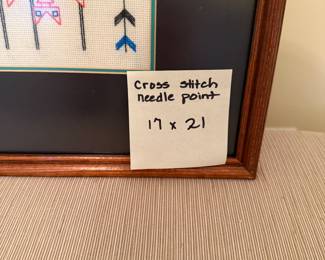 Cross stitch
needle point
17 x 21